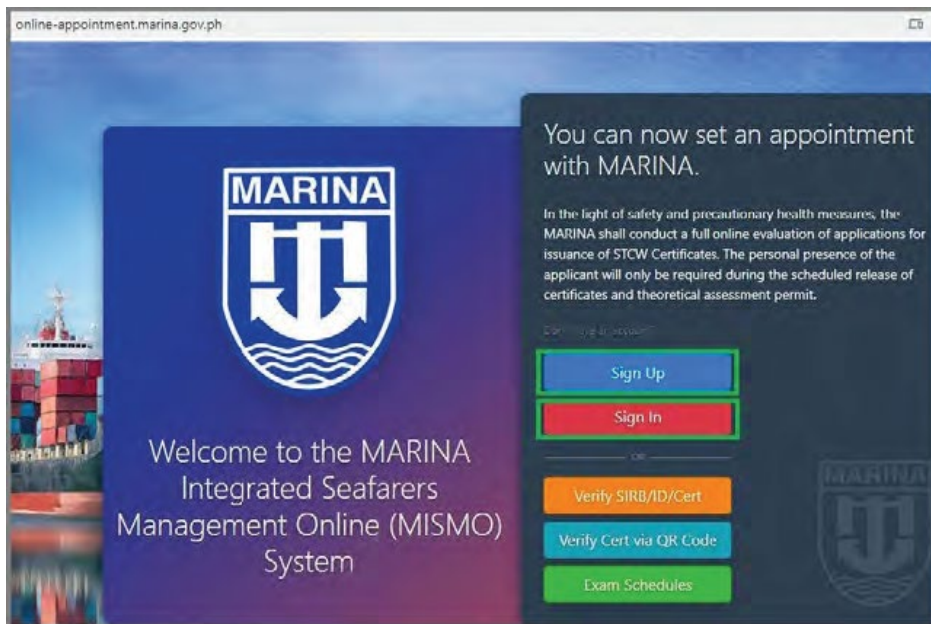 online-appointment.marina.gov.ph
MARINA
Welcome to the MARINA
Integrated Seafarers
Management Online (MISMO)
System
You can now set an appointment
with MARINA.
In the light of safety and precautionary health measures, the
MARINA shall conduct a full online evaluation of applications for
issuance of STCW Certificates. The personal presence of the
applicant will only be required during the scheduled release of
certificates and theoretical assessment permit.
Sign Up
Sign In
OR
Verify SIRB/ID/Cert
Verify Cert via QR Code
Exam Schedules
MARINA